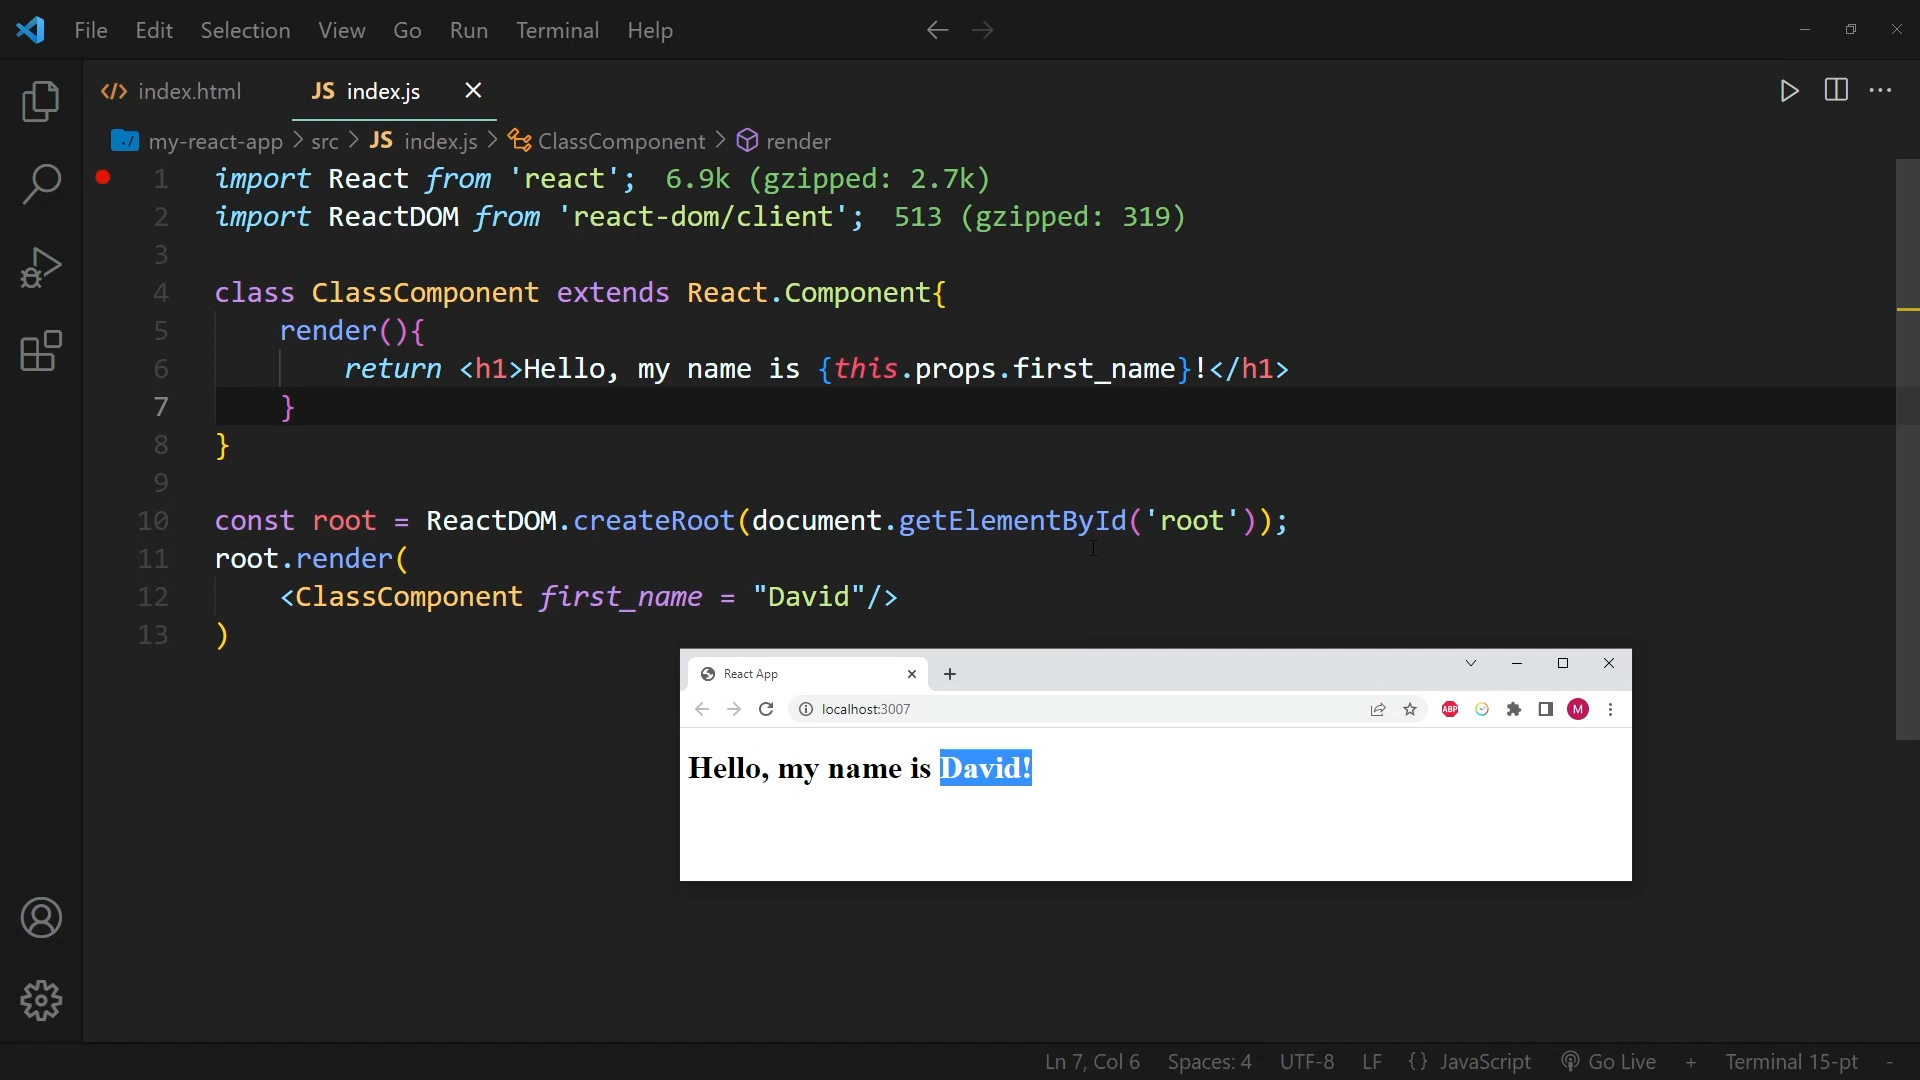 File Edit Selection View Go Run Terminal Help
index.html JS index.js
my-react-app > src > JS index.js > ClassComponent > render
1 import React from 'react'; 6.9k (gzipped: 2.7k)
2 import ReactDOM from 'react-dom/client'; 513 (gzipped: 319)
3
4 class ClassComponent extends React.Component{
5 render(){
6 return <h1>Hello, my name is {this.props.first_name}!</h1>
7 }
8 }
9
10 const root = ReactDOM.createRoot(document.getElementById('root'));
11 root.render(
12 <ClassComponent first_name = "David"/>
13 )
React App
localhost:3007
ABP
M
Hello, my name is David!
Ln 7, Col 6 Spaces: 4 UTF-8 LF {} JavaScript Go Live + Terminal 15-pt -